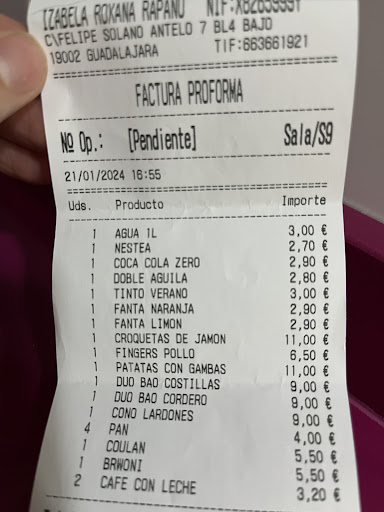 IZABELA ROXANA RAPANU NIF:X8285999Y
C\FELIPE SOLANO ANTELO 7 BL4 BAJO
19002 GUADALAJARA TIF:663661921
FACTURA PROFORMA
Nº Op.: [Pendiente] Sala/S9
21/01/2024 16:55
Uds. Producto Importe
1 AGUA 1L 3,00 €
1 NESTEA 2,70 €
1 COCA COLA ZERO 2,90 €
1 DOBLE AGUILA 2,80 €
1 TINTO VERANO 3,00 €
1 FANTA NARANJA 2,90 €
1 FANTA LIMON 2,90 €
1 CROQUETAS DE JAMON 11,00 €
1 FINGERS POLLO 6,50 €
1 PATATAS CON GAMBAS 11,00 €
1 DUO BAO COSTILLAS 9,00 €
1 DUO BAO CORDERO 9,00 €
1 CONO LARDONES 9,00 €
4 PAN 4,00 €
1 COULAN 5,50 €
1 BRWONI 5,50 €
2 CAFE CON LECHE 3,20 €